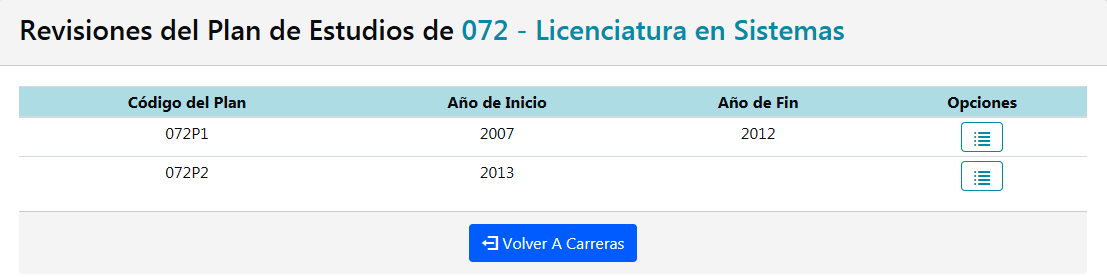 Revisiones del Plan de Estudios de 072 - Licenciatura en Sistemas
Código del Plan Año de Inicio Año de Fin Opciones
072P1 2007 2012
072P2 2013
Volver A Carreras